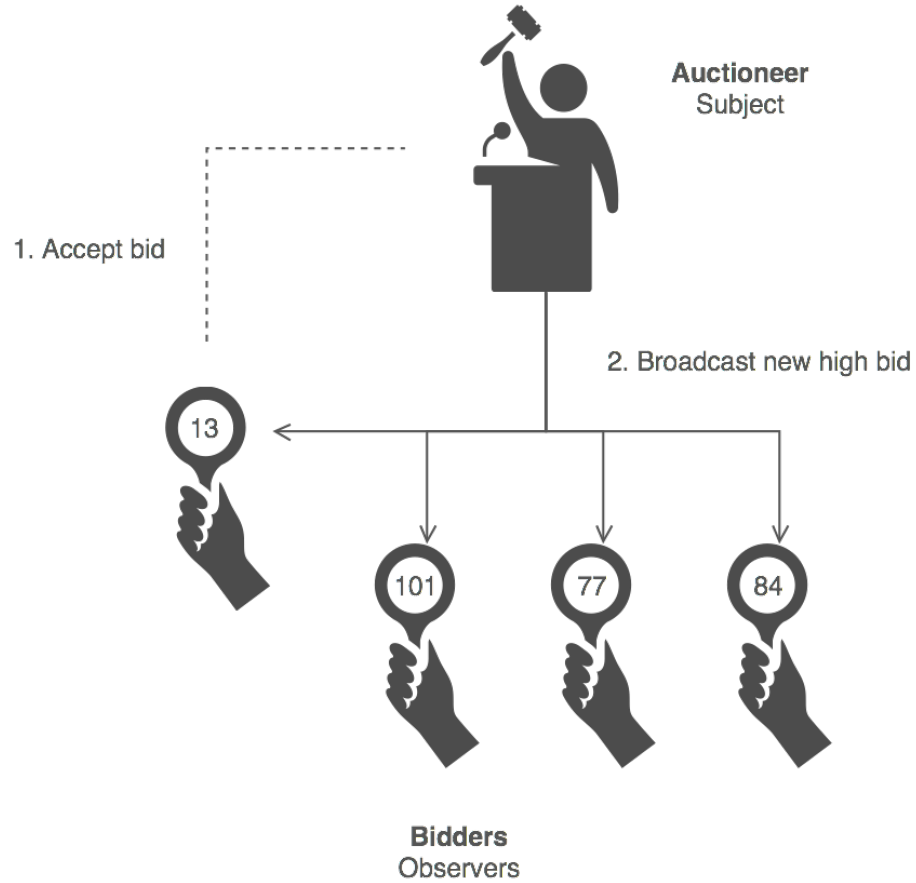 Auctioneer
Subject
1. Accept bid
2. Broadcast new high bid
13
101
77
84
Bidders
Observers